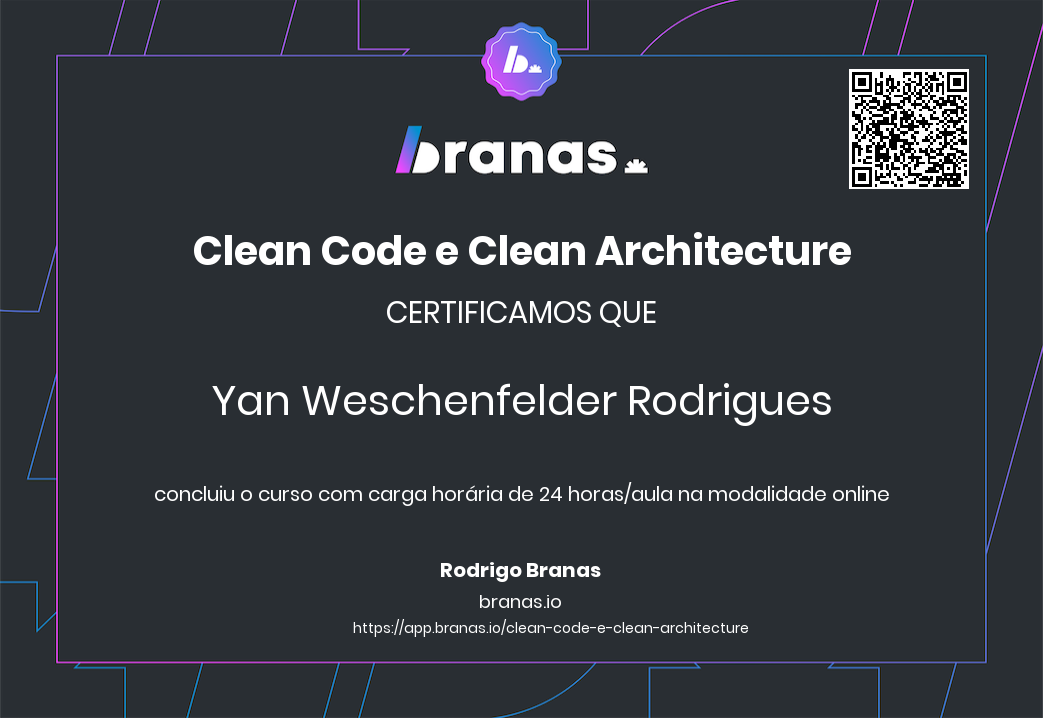 branas
Clean Code e Clean Architecture
CERTIFICAMOS QUE
Yan Weschenfelder Rodrigues
concluiu o curso com carga horária de 24 horas/aula na modalidade online
Rodrigo Branas
branas.io
https://app.branas.io/clean-code-e-clean-architecture